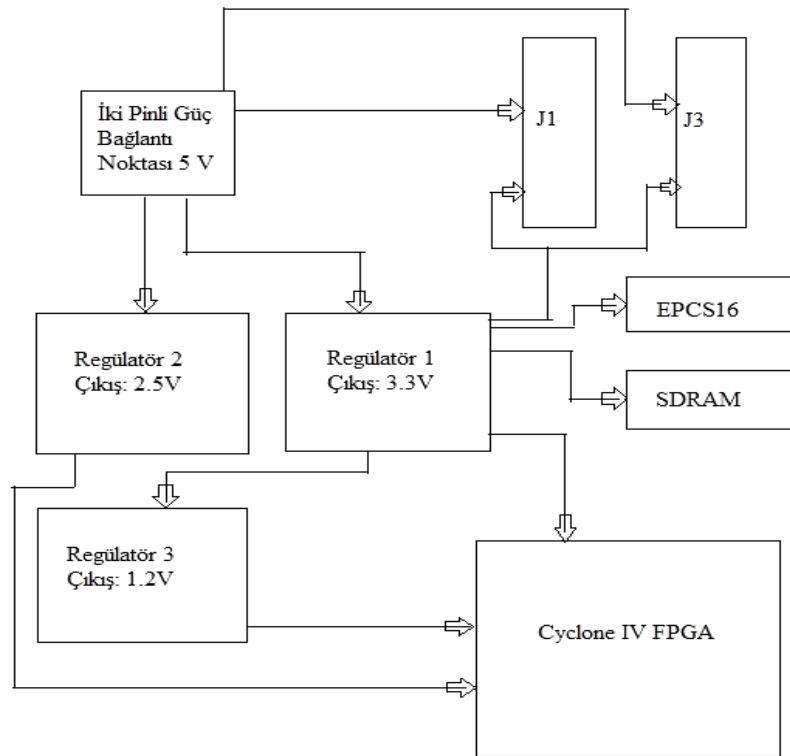 İki Pinli Güç
Bağlantı
Noktası 5 V
J1
J3
EPCS16
Regülatör 2
Çıkış: 2.5V
Regülatör 1
Çıkış: 3.3V
SDRAM
Regülatör 3
Çıkış: 1.2V
Cyclone IV FPGA